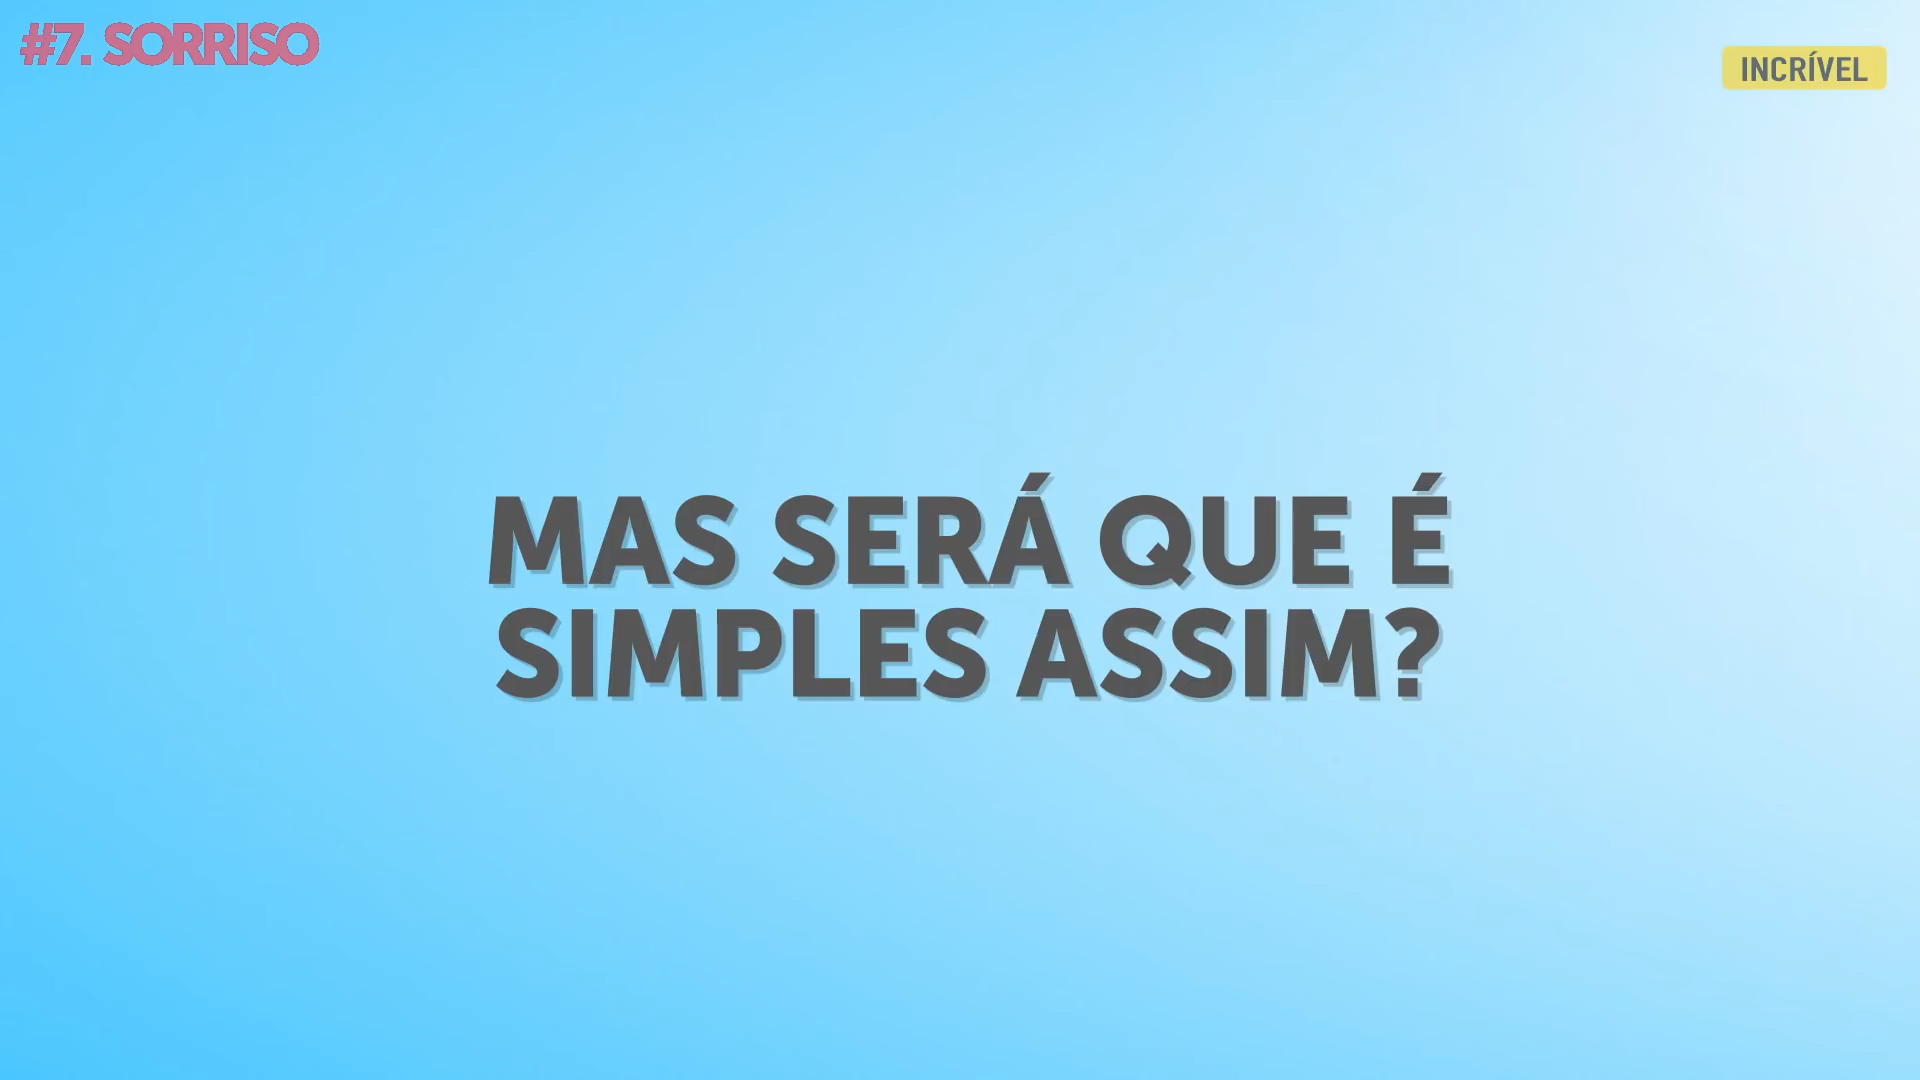 #7. SORRISO
INCRÍVEL
MAS SERÁ QUE É
SIMPLES ASSIM?